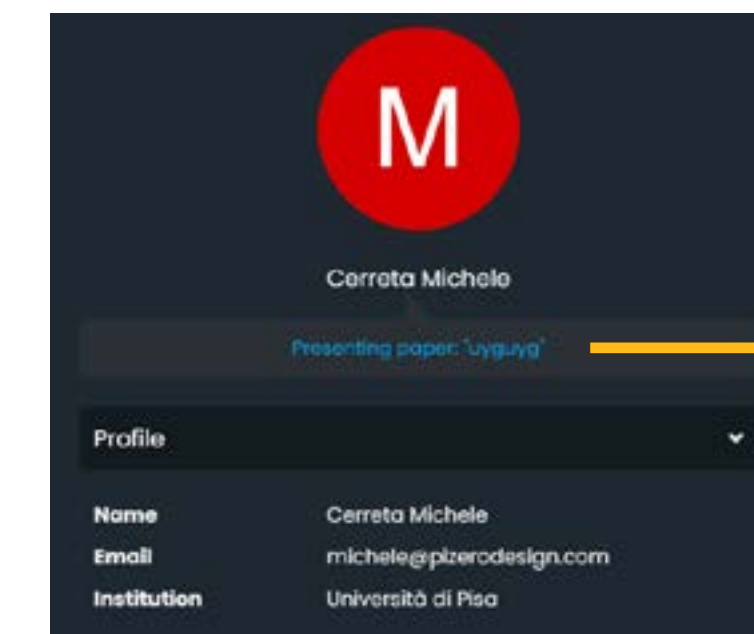 M
Cerreta Michele
Presenting paper: "uyguyg"
Profile
Name Cerreta Michele
Email michele@pizerodesign.com
Institution Università di Pisa